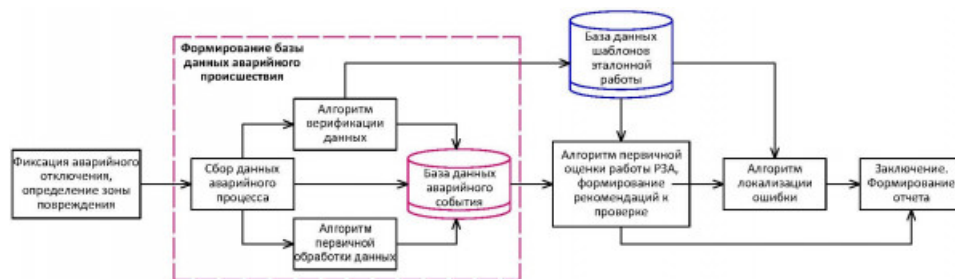 Формирование базы
данных аварийного
происшествия
База данных
шаблонов
эталонной
работы
Алгоритм
верификации
данных
Фиксация аварийного
отключения,
определение зоны
повреждения
Сбор данных
аварийного
процесса
База данных
аварийного
события
Алгоритм первичной
оценки работы РЗА,
формирование
рекомендаций к
проверке
Алгоритм
локализации
ошибки
Заключение.
Формирование
отчета
Алгоритм
первичной
обработки данных